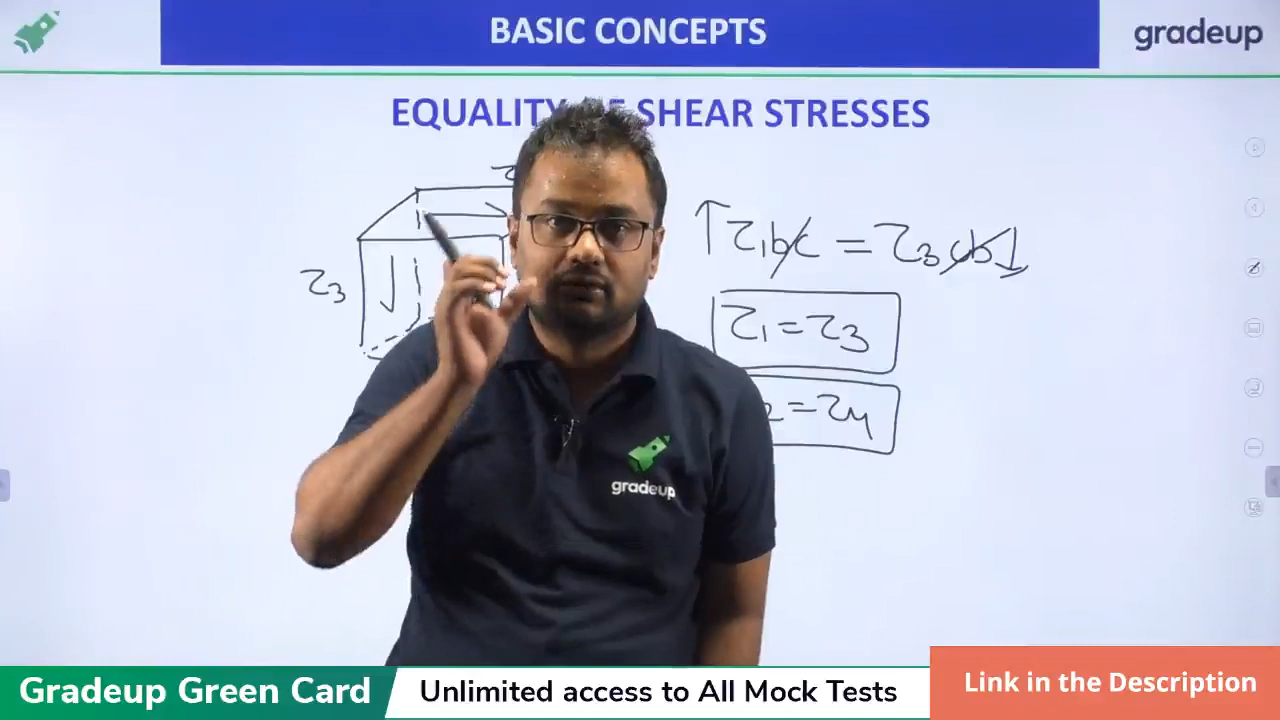 BASIC CONCEPTS
gradeup
EQUALITY SHEAR STRESSES
τ
↑ τ₁bc = τ₃cb↓
τ₃
τ₁ = τ₃
= τ₄
gradeup
Gradeup Green Card
Unlimited access to All Mock Tests
Link in the Description